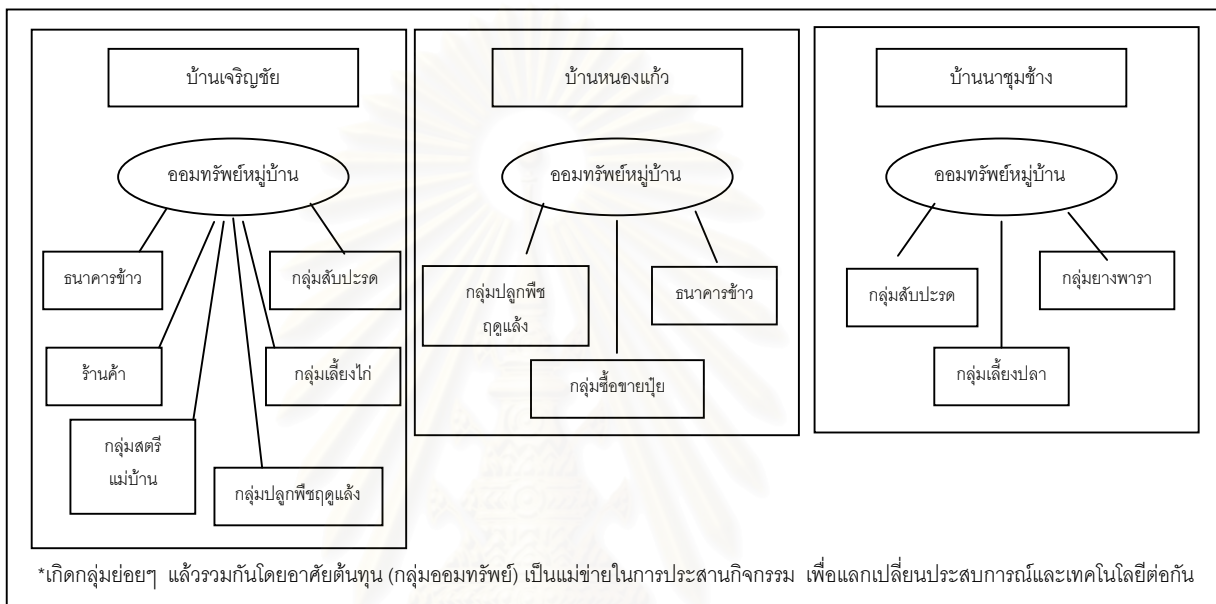 บ้านเจริญชัย
ออมทรัพย์หมู่บ้าน
ธนาคารข้าว
กลุ่มสับปะรด
ร้านค้า
กลุ่มเลี้ยงไก่
กลุ่มสตรี
แม่บ้าน
กลุ่มปลูกพืชฤดูแล้ง
บ้านหนองแก้ว
ออมทรัพย์หมู่บ้าน
กลุ่มปลูกพืช
ฤดูแล้ง
ธนาคารข้าว
กลุ่มซื้อขายปุ๋ย
บ้านนาชุมช้าง
ออมทรัพย์หมู่บ้าน
กลุ่มสับปะรด
กลุ่มยางพารา
กลุ่มเลี้ยงปลา
*เกิดกลุ่มย่อยๆ แล้วรวมกันโดยอาศัยต้นทุน (กลุ่มออมทรัพย์) เป็นแม่ข่ายในการประสานกิจกรรม เพื่อแลกเปลี่ยนประสบการณ์และเทคโนโลยีต่อกัน